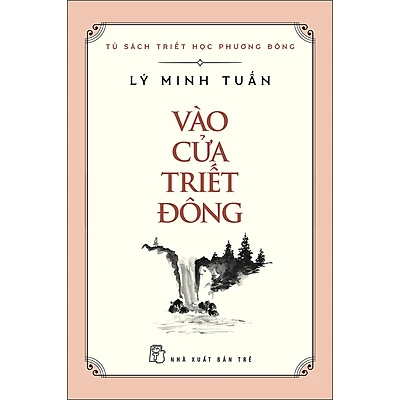 TỦ SÁCH TRIẾT HỌC PHƯƠNG ĐÔNG
LÝ MINH TUẤN
VÀO
CỬA
TRIẾT
ĐÔNG
NHÀ XUẤT BẢN TRẺ